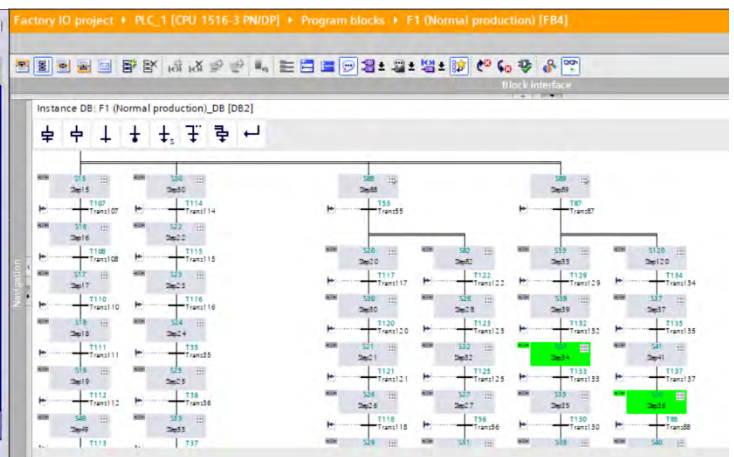 Factory IO project ▸ PLC_1 [CPU 1516-3 PN/DP] ▸ Program blocks ▸ F1 (Normal production) [FB4]
Block interface
Instance DB: F1 (Normal production)_DB [DB2]
Navigation
S15 S50 S88 S89
Step15 Step50 Step88 Step89
T107 T114 T55 T87
Trans107 Trans114 Trans55 Trans87
S16 S22
Step16 Step22
T108 T115 S20 S82 S33 S120
Trans108 Trans115 Step20 Step82 Step33 Step120
S17 S23 T117 T122 T129 T134
Step17 Step23 Trans117 Trans122 Trans129 Trans134
T110 T116 S28 S37
Trans110 Trans116 Step30 Step28 Step39 Step37
S18 S24 T120 T123 T132 T135
Step18 Step24 Trans120 Trans123 Trans132 Trans135
T111 T35 S21 S32 S41
Trans111 Trans35 Step21 Step32 Step34 Step41
S19 S25 T121 T125 T133 T137
Step19 Step25 Trans121 Trans125 Trans133 Trans137
T112 T36 S26 S27 S35
Trans112 Trans36 Step26 Step27 Step35 Step36
T118 T56 T130 T88
Step49 Step53 Trans118 Trans56 Trans130 Trans88
T113 T37 S29 S31 S38 S40